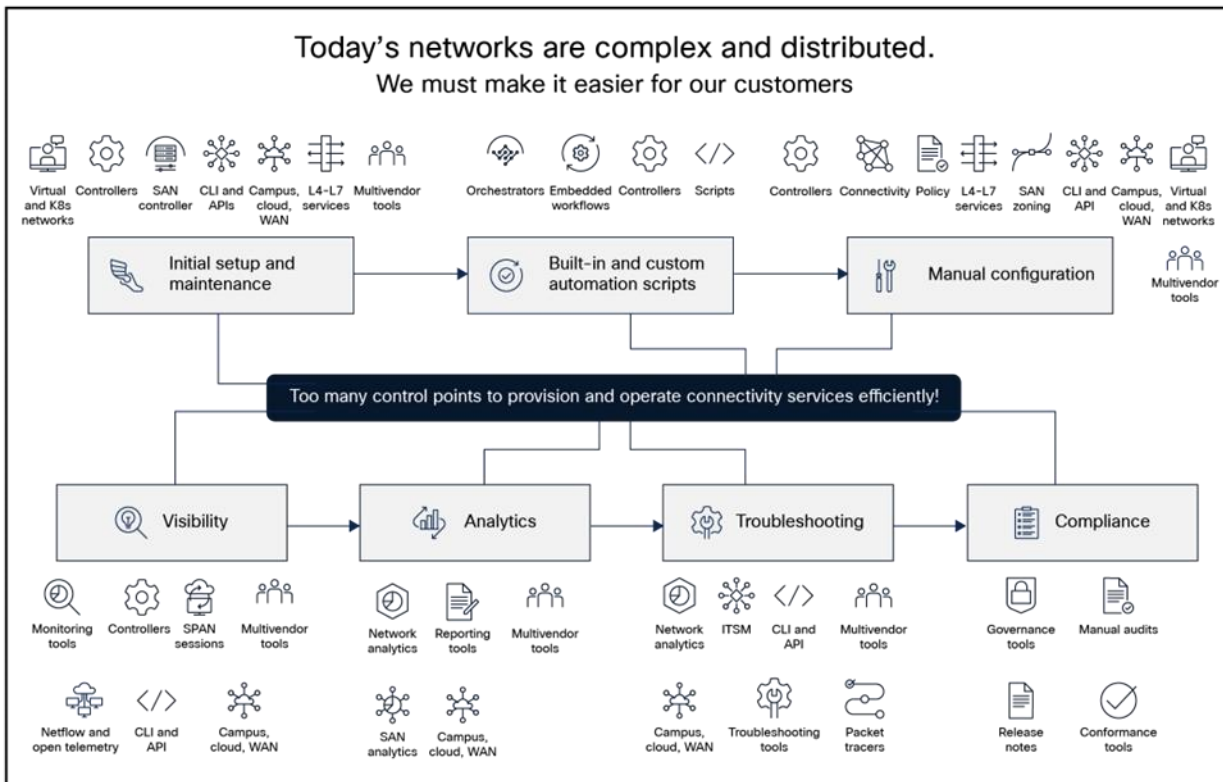 Today's networks are complex and distributed.
We must make it easier for our customers
Virtual
and K8s
networks
Controllers
SAN
controller
CLI and
APIs
Campus,
cloud,
WAN
L4-L7
services
Multivendor
tools
Orchestrators
Embedded
workflows
Controllers
Scripts
Controllers
Connectivity
Policy
L4-L7
services
SAN
zoning
CLI and
API
Campus,
cloud,
WAN
Virtual
and K8s
networks
Multivendor
tools
Initial setup and
maintenance
Built-in and custom
automation scripts
Manual configuration
Too many control points to provision and operate connectivity services efficiently!
Visibility
Analytics
Troubleshooting
Compliance
Monitoring
tools
Controllers
SPAN
sessions
Multivendor
tools
Netflow and
open telemetry
CLI and
API
Campus,
cloud, WAN
Network
analytics
Reporting
tools
Multivendor
tools
SAN
analytics
Campus,
cloud, WAN
Network
analytics
ITSM
CLI and
API
Multivendor
tools
Campus,
cloud, WAN
Troubleshooting
tools
Packet
tracers
Governance
tools
Manual audits
Release
notes
Conformance
tools